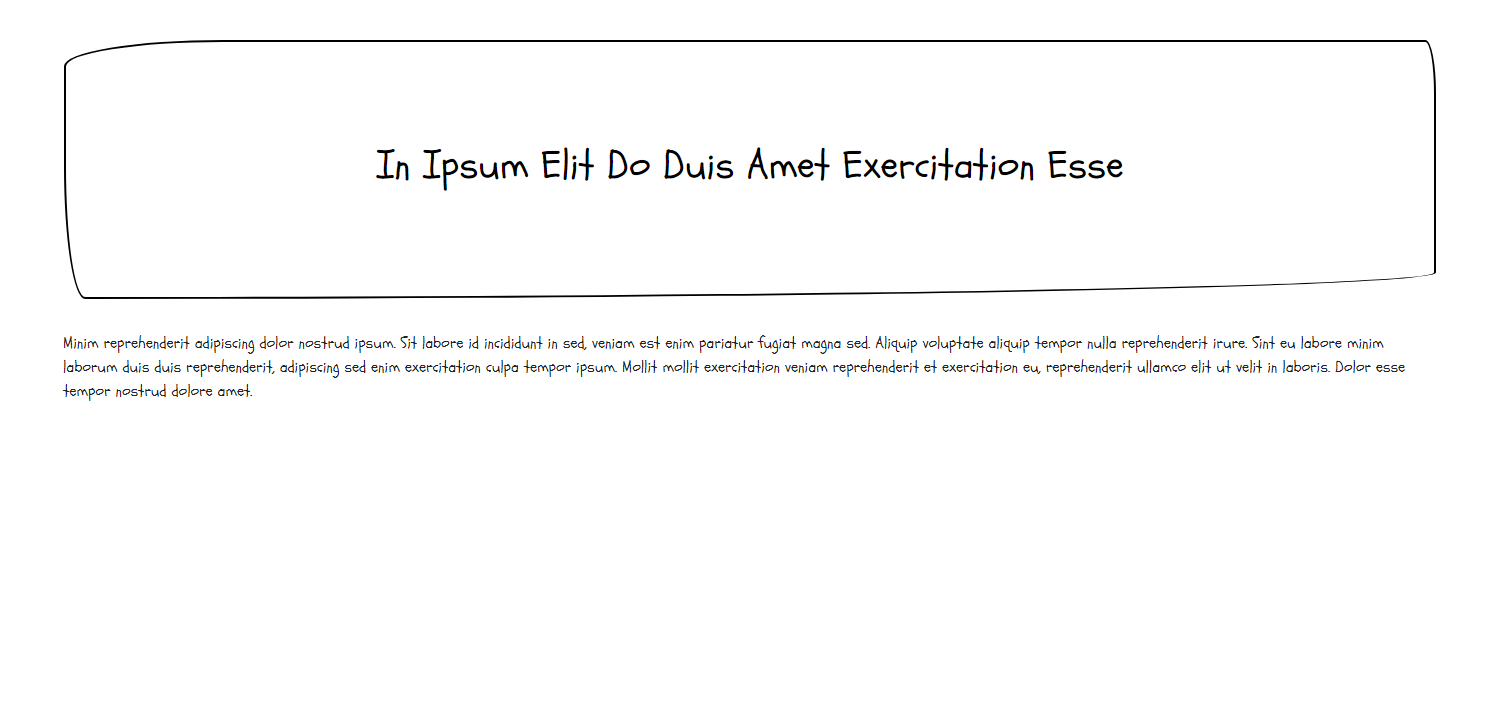 In Ipsum Elit Do Duis Amet Exercitation Esse
Minim reprehenderit adipiscing dolor nostrud ipsum. Sit labore id incididunt in sed, veniam est enim pariatur fugiat magna sed. Aliquip voluptate aliquip tempor nulla reprehenderit irure. Sint eu labore minim
laborum duis duis reprehenderit, adipiscing sed enim exercitation culpa tempor ipsum. Mollit mollit exercitation veniam reprehenderit et exercitation eu, reprehenderit ullamco elit ut velit in laboris. Dolor esse
tempor nostrud dolore amet.